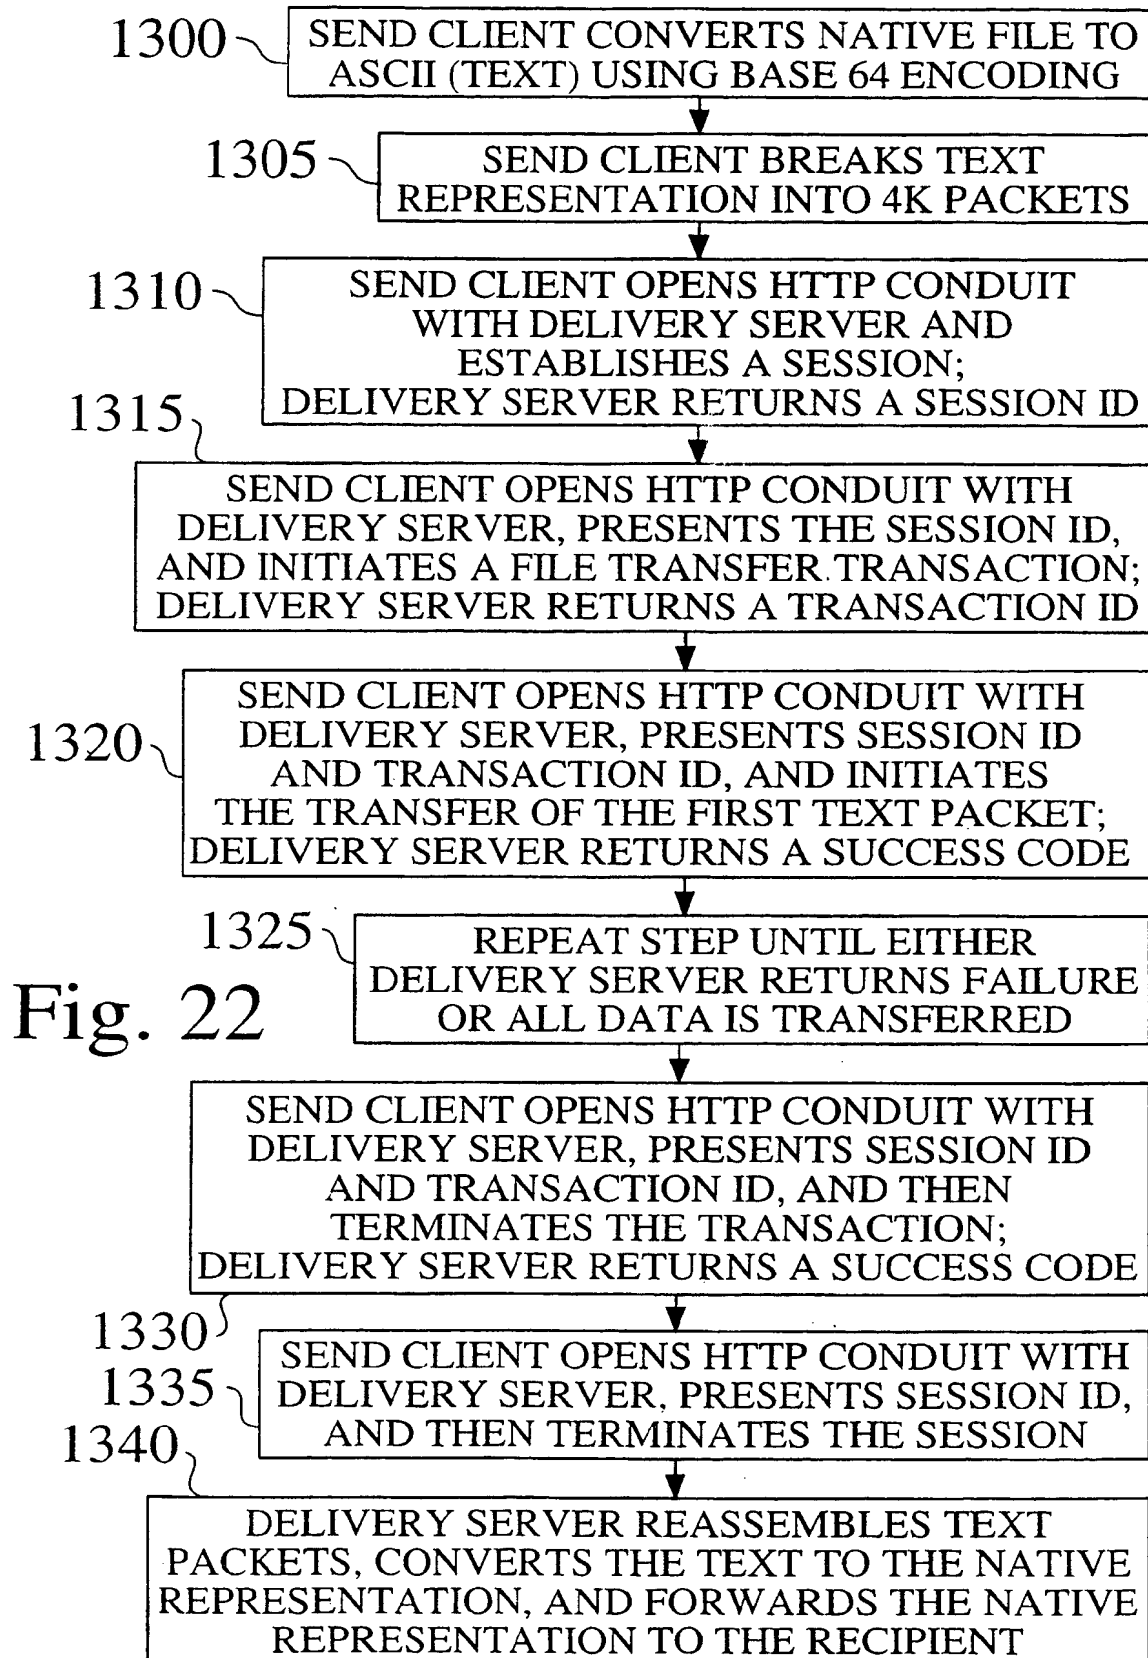 1300
SEND CLIENT CONVERTS NATIVE FILE TO
ASCII (TEXT) USING BASE 64 ENCODING
1305
SEND CLIENT BREAKS TEXT
REPRESENTATION INTO 4K PACKETS
1310
SEND CLIENT OPENS HTTP CONDUIT
WITH DELIVERY SERVER AND
ESTABLISHES A SESSION;
DELIVERY SERVER RETURNS A SESSION ID
1315
SEND CLIENT OPENS HTTP CONDUIT WITH
DELIVERY SERVER, PRESENTS THE SESSION ID,
AND INITIATES A FILE TRANSFER.TRANSACTION;
DELIVERY SERVER RETURNS A TRANSACTION ID
1320
SEND CLIENT OPENS HTTP CONDUIT WITH
DELIVERY SERVER, PRESENTS SESSION ID
AND TRANSACTION ID, AND INITIATES
THE TRANSFER OF THE FIRST TEXT PACKET;
DELIVERY SERVER RETURNS A SUCCESS CODE
1325
REPEAT STEP UNTIL EITHER
DELIVERY SERVER RETURNS FAILURE
OR ALL DATA IS TRANSFERRED
Fig. 22
SEND CLIENT OPENS HTTP CONDUIT WITH
DELIVERY SERVER, PRESENTS SESSION ID
AND TRANSACTION ID, AND THEN
TERMINATES THE TRANSACTION;
DELIVERY SERVER RETURNS A SUCCESS CODE
1330
SEND CLIENT OPENS HTTP CONDUIT WITH
DELIVERY SERVER, PRESENTS SESSION ID,
AND THEN TERMINATES THE SESSION
1335
1340
DELIVERY SERVER REASSEMBLES TEXT
PACKETS, CONVERTS THE TEXT TO THE NATIVE
REPRESENTATION, AND FORWARDS THE NATIVE
REPRESENTATION TO THE RECIPIENT